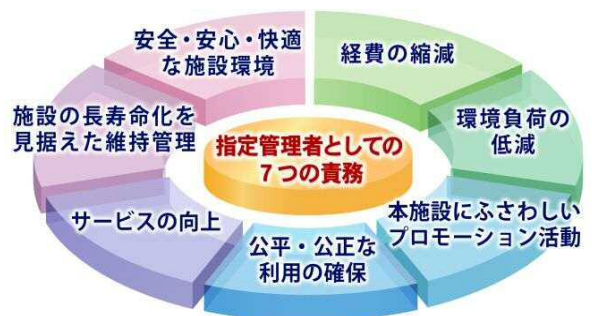 安全・安心・快適
な施設環境
経費の縮減
環境負荷の
低減
本施設にふさわしい
プロモーション活動
公平・公正な
利用の確保
サービスの向上
施設の長寿命化を
見据えた維持管理
指定管理者としての
7つの責務